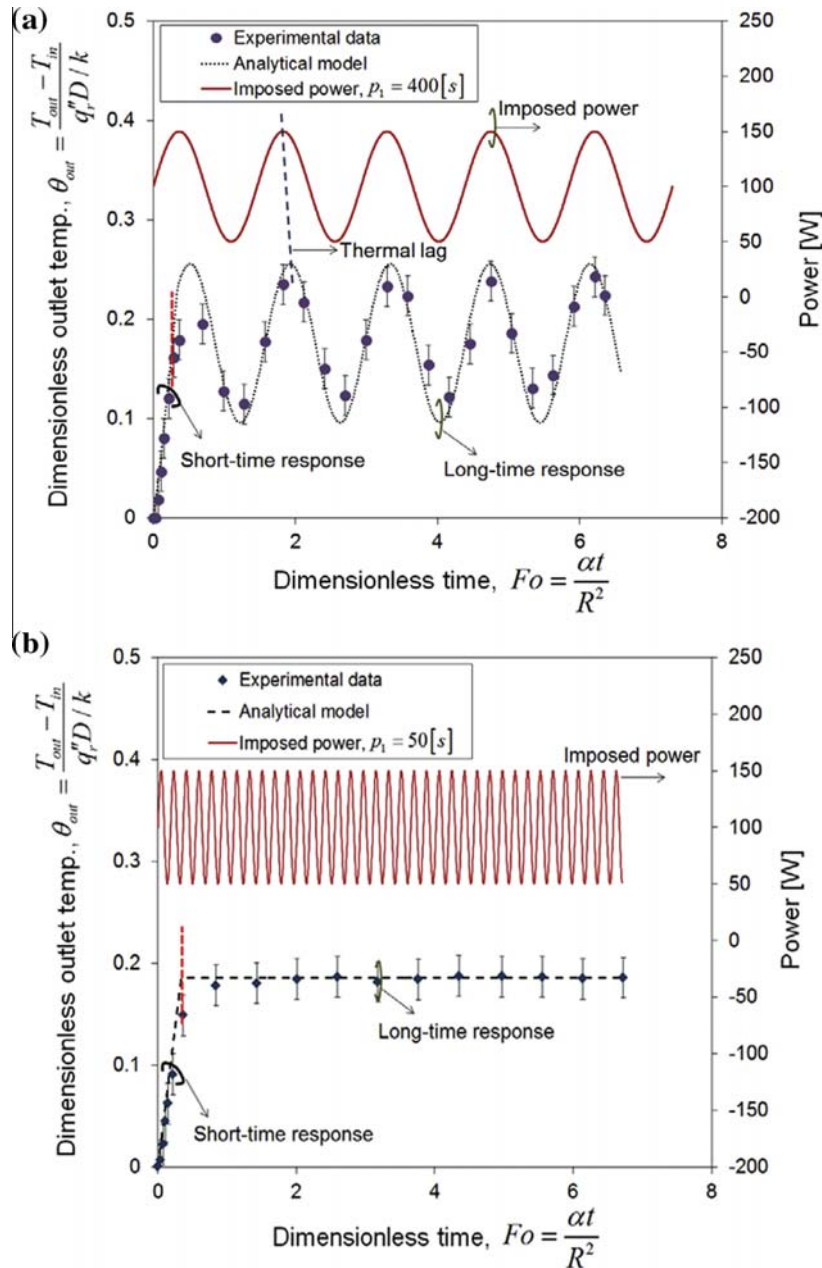 (a)
0.5
0.4
0.3
0.2
0.1
0
Dimensionless outlet temp., θout = (Tout − Tin) / (q″r D / k)
Experimental data
Analytical model
Imposed power, p1 = 400[s]
Imposed power
Thermal lag
Short-time response
Long-time response
250
200
150
100
50
0
-50
-100
-150
-200
Power [W]
0 2 4 6 8
Dimensionless time, Fo = αt / R²
(b)
0.5
0.4
0.3
0.2
0.1
0
Dimensionless outlet temp., θout = (Tout − Tin) / (q″r D / k)
Experimental data
Analytical model
Imposed power, p1 = 50[s]
Imposed power
Long-time response
Short-time response
250
200
150
100
50
0
-50
-100
-150
-200
Power [W]
0 2 4 6 8
Dimensionless time, Fo = αt / R²